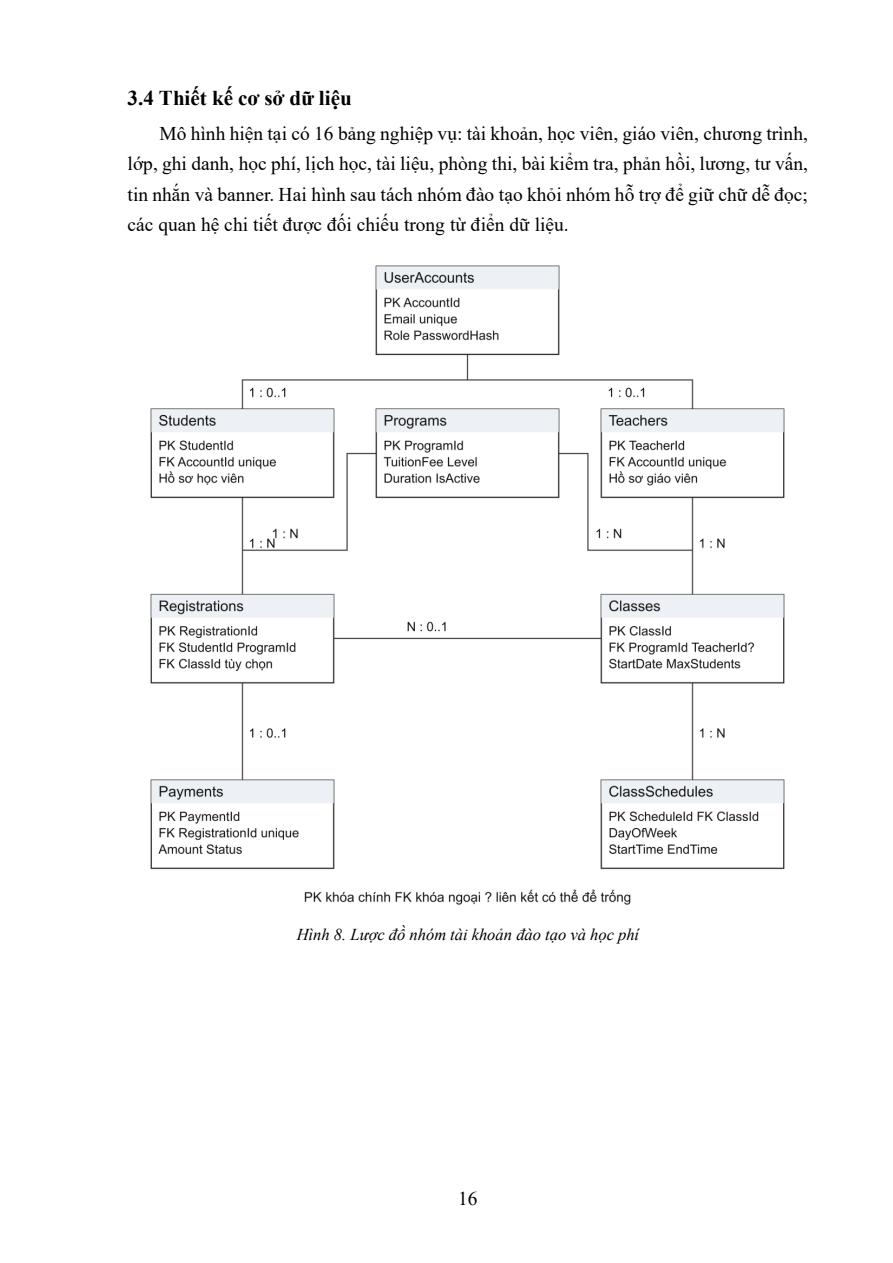 3.4 Thiết kế cơ sở dữ liệu
Mô hình hiện tại có 16 bảng nghiệp vụ: tài khoản, học viên, giáo viên, chương trình,
lớp, ghi danh, học phí, lịch học, tài liệu, phòng thi, bài kiểm tra, phản hồi, lương, tư vấn,
tin nhắn và banner. Hai hình sau tách nhóm đào tạo khỏi nhóm hỗ trợ để giữ chữ dễ đọc;
các quan hệ chi tiết được đối chiếu trong từ điển dữ liệu.
UserAccounts
PK AccountId
Email unique
Role PasswordHash
1 : 0..1
1 : 0..1
Students
PK StudentId
FK AccountId unique
Hồ sơ học viên
Programs
PK ProgramId
TuitionFee Level
Duration IsActive
Teachers
PK TeacherId
FK AccountId unique
Hồ sơ giáo viên
1 : N
1 : N
1 : N
1 : N
Registrations
PK RegistrationId
FK StudentId ProgramId
FK ClassId tùy chọn
N : 0..1
Classes
PK ClassId
FK ProgramId TeacherId?
StartDate MaxStudents
1 : 0..1
1 : N
Payments
PK PaymentId
FK RegistrationId unique
Amount Status
ClassSchedules
PK ScheduleId FK ClassId
DayOfWeek
StartTime EndTime
PK khóa chính FK khóa ngoại ? liên kết có thể để trống
Hình 8. Lược đồ nhóm tài khoản đào tạo và học phí
16